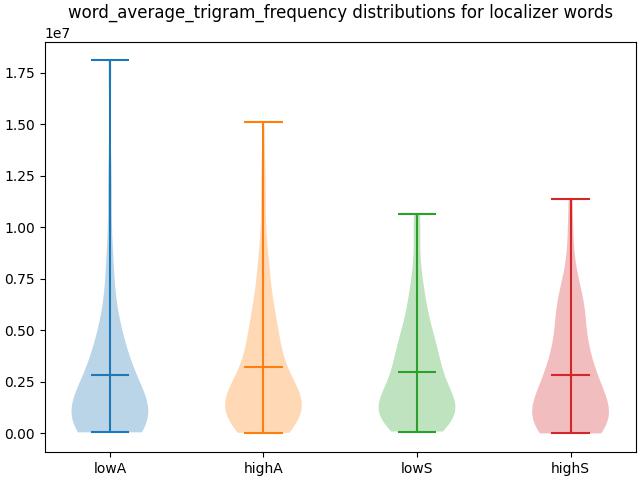 word_average_trigram_frequency distributions for localizer words
1e7
1.75
1.50
1.25
1.00
0.75
0.50
0.25
0.00
lowA highA lowS highS